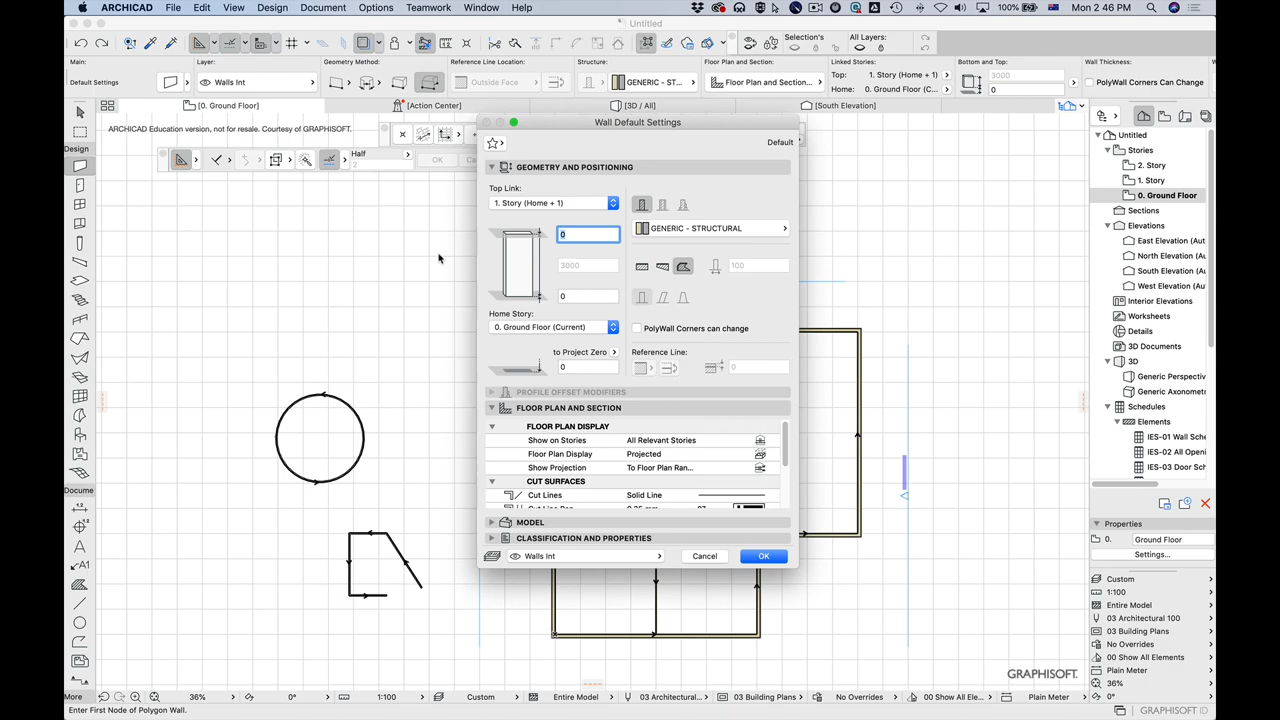 ARCHICAD File Edit View Design Document Options Teamwork Window Help 100% Mon 2 46 PM
Untitled
Selection's
All Layers:
Main: Layer: Geometry Method: Reference Line Location: Structure: Linked Stories: Bottom and Top: Wall Thickness:
Default Settings Walls Int Outside Face GENERIC - ST... Floor Plan and Section... Top: 1. Story (Home + 1) 3000
Home: 0. Ground Floor (C... 0 PolyWall Corners can Change
[0. Ground Floor] [Action Center] [3D / All] [South Elevation]
ARCHICAD Education version, not for resale. Courtesy of GRAPHISOFT.
Half
2
OK
Design
Docume
More
Wall Default Settings
Default
GEOMETRY AND POSITIONING
Top Link:
1. Story (Home + 1)
0
GENERIC - STRUCTURAL
3000
100
0
Home Story:
0. Ground Floor (Current)
PolyWall Corners can change
to Project Zero
Reference Line:
0
0
PROFILE OFFSET MODIFIERS
FLOOR PLAN AND SECTION
FLOOR PLAN DISPLAY
Show on Stories All Relevant Stories
Floor Plan Display Projected
Show Projection To Floor Plan Ran...
CUT SURFACES
Cut Lines Solid Line
MODEL
CLASSIFICATION AND PROPERTIES
Walls Int
Cancel
OK
Untitled
Stories
2. Story
1. Story
0. Ground Floor
Sections
Elevations
East Elevation (Aut
North Elevation (Au
South Elevation (Au
West Elevation (Au
Interior Elevations
Worksheets
Details
3D Documents
3D
Generic Perspectiv
Generic Axonomet
Schedules
Elements
IES-01 Wall Sche
IES-02 All Openi
IES-03 Door Sch
Properties
0. Ground Floor
Settings...
Custom
1:100
Entire Model
03 Architectural 100
03 Building Plans
No Overrides
00 Show All Elements
Plain Meter
36%
0°
GRAPHISOFT.
36% 0° 1:100 Custom Entire Model 03 Architectural... 03 Building Plans No Overrides 00 Show All Ele... Plain Meter
Enter First Node of Polygon Wall.
GRAPHISOFT ID